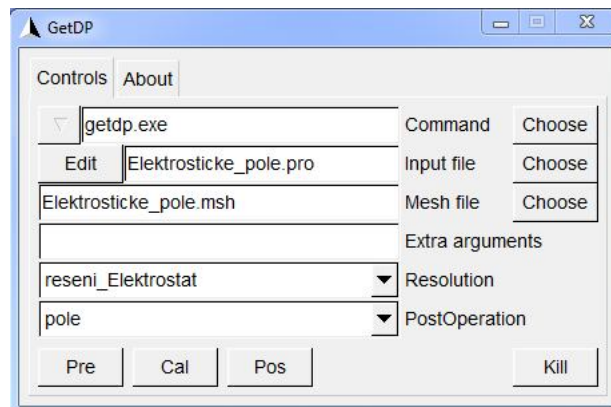 GetDP
Controls About
getdp.exe Command Choose
Edit Elektrosticke_pole.pro Input file Choose
Elektrosticke_pole.msh Mesh file Choose
Extra arguments
reseni_Elektrostat Resolution
pole PostOperation
Pre Cal Pos Kill